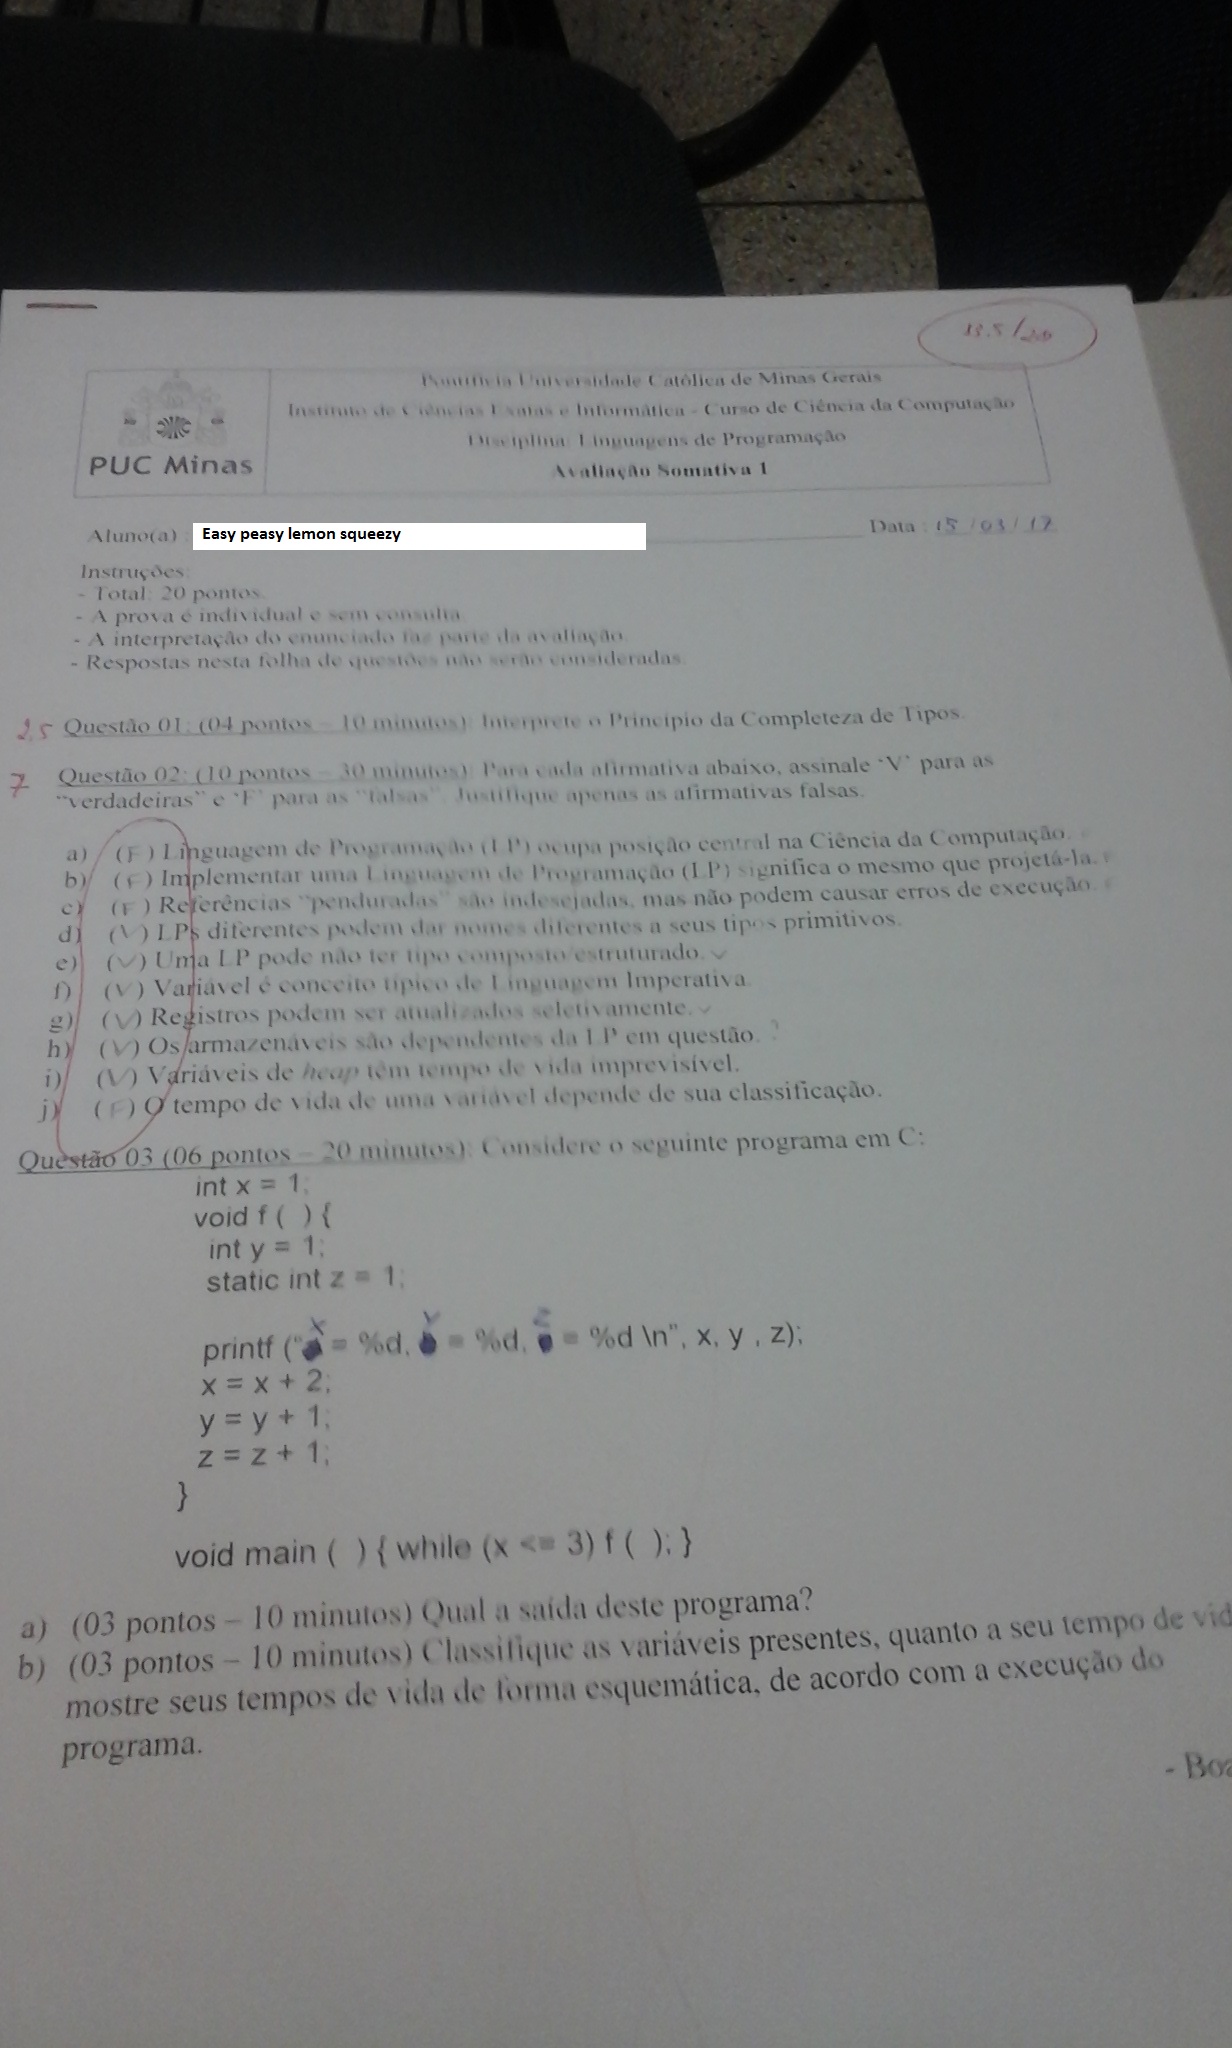 13.5/20
Pontifícia Universidade Católica de Minas Gerais
Instituto de Ciências Exatas e Informática - Curso de Ciência da Computação
Disciplina: Linguagens de Programação
Avaliação Somativa 1
PUC Minas
Aluno(a) : Easy peasy lemon squeezy Data : 15 / 03 / 17
Instruções:
- Total: 20 pontos.
- A prova é individual e sem consulta.
- A interpretação do enunciado faz parte da avaliação.
- Respostas nesta folha de questões não serão consideradas.
2.5 Questão 01: (04 pontos – 10 minutos): Interprete o Princípio da Completeza de Tipos.
7 Questão 02: (10 pontos – 30 minutos): Para cada afirmativa abaixo, assinale ‘V’ para as
“verdadeiras” e ‘F’ para as “falsas”. Justifique apenas as afirmativas falsas.
a) (F) Linguagem de Programação (LP) ocupa posição central na Ciência da Computação.
b) (F) Implementar uma Linguagem de Programação (LP) significa o mesmo que projetá-la.
c) (F) Referências “penduradas” são indesejadas, mas não podem causar erros de execução.
d) (V) LPs diferentes podem dar nomes diferentes a seus tipos primitivos.
e) (V) Uma LP pode não ter tipo composto/estruturado.
f) (V) Variável é conceito típico de Linguagem Imperativa.
g) (V) Registros podem ser atualizados seletivamente.
h) (V) Os armazenáveis são dependentes da LP em questão. ?
i) (V) Variáveis de heap têm tempo de vida imprevisível.
j) (F) O tempo de vida de uma variável depende de sua classificação.
Questão 03 (06 pontos – 20 minutos): Considere o seguinte programa em C:
int x = 1;
void f ( ) {
int y = 1;
static int z = 1;
printf ("x = %d, y = %d, z = %d \n", x, y , z);
x = x + 2;
y = y + 1;
z = z + 1;
}
void main ( ) { while (x <= 3) f ( ); }
a) (03 pontos – 10 minutos) Qual a saída deste programa?
b) (03 pontos – 10 minutos) Classifique as variáveis presentes, quanto a seu tempo de vid
mostre seus tempos de vida de forma esquemática, de acordo com a execução do
programa.
- Boa